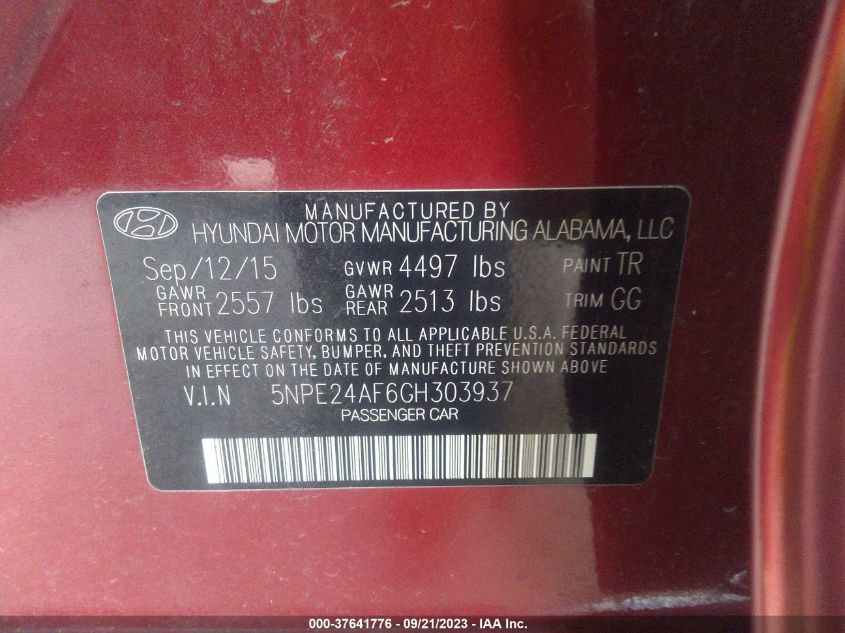 MANUFACTURED BY
HYUNDAI MOTOR MANUFACTURING ALABAMA, LLC
Sep/12/15 GVWR 4497 lbs PAINT TR
GAWR FRONT 2557 lbs GAWR REAR 2513 lbs TRIM GG
THIS VEHICLE CONFORMS TO ALL APPLICABLE U.S.A. FEDERAL
MOTOR VEHICLE SAFETY, BUMPER, AND THEFT PREVENTION STANDARDS
IN EFFECT ON THE DATE OF MANUFACTURE SHOWN ABOVE
V.I.N 5NPE24AF6GH303937
PASSENGER CAR
000-37641776 - 09/21/2023 - IAA Inc.